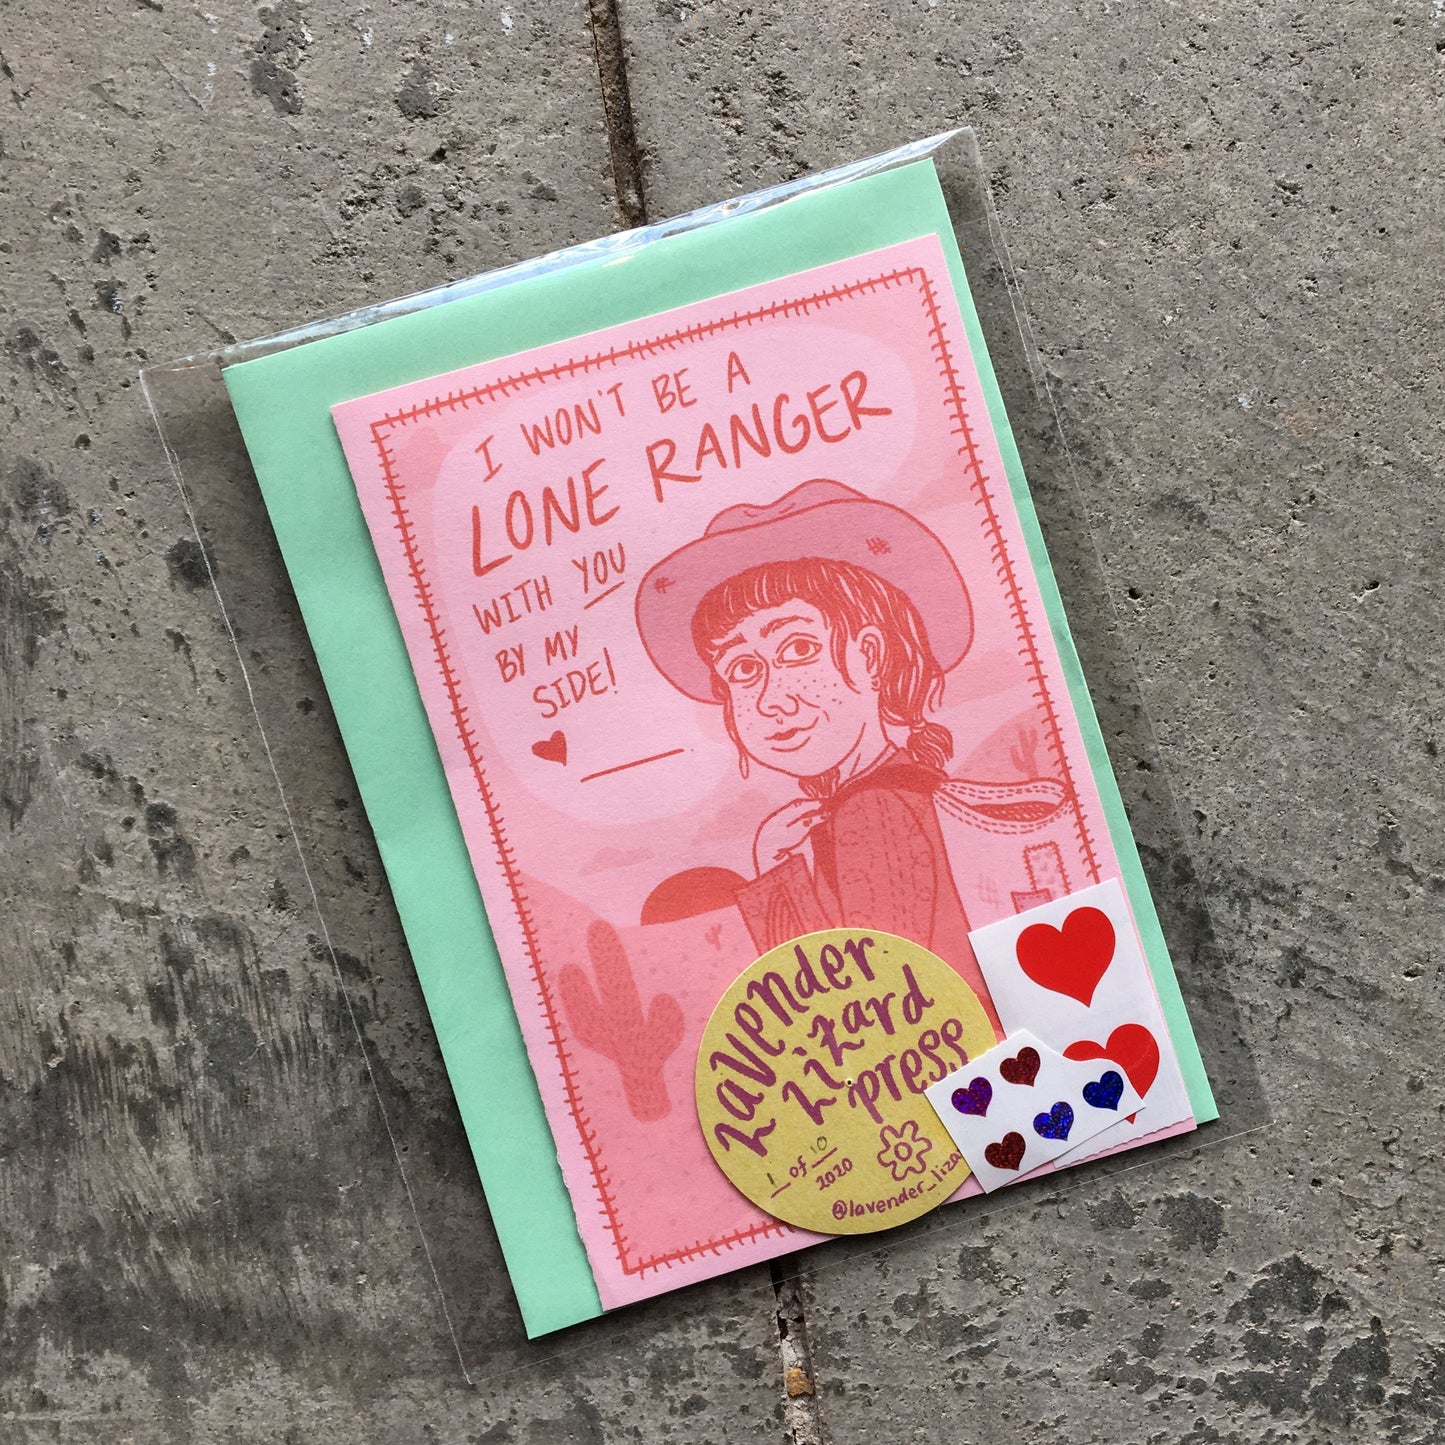 I WON'T BE A
LONE RANGER
WITH YOU
BY MY
SIDE!
Lavender
Lizard
press
1 of 10
2020
@lavender_liza